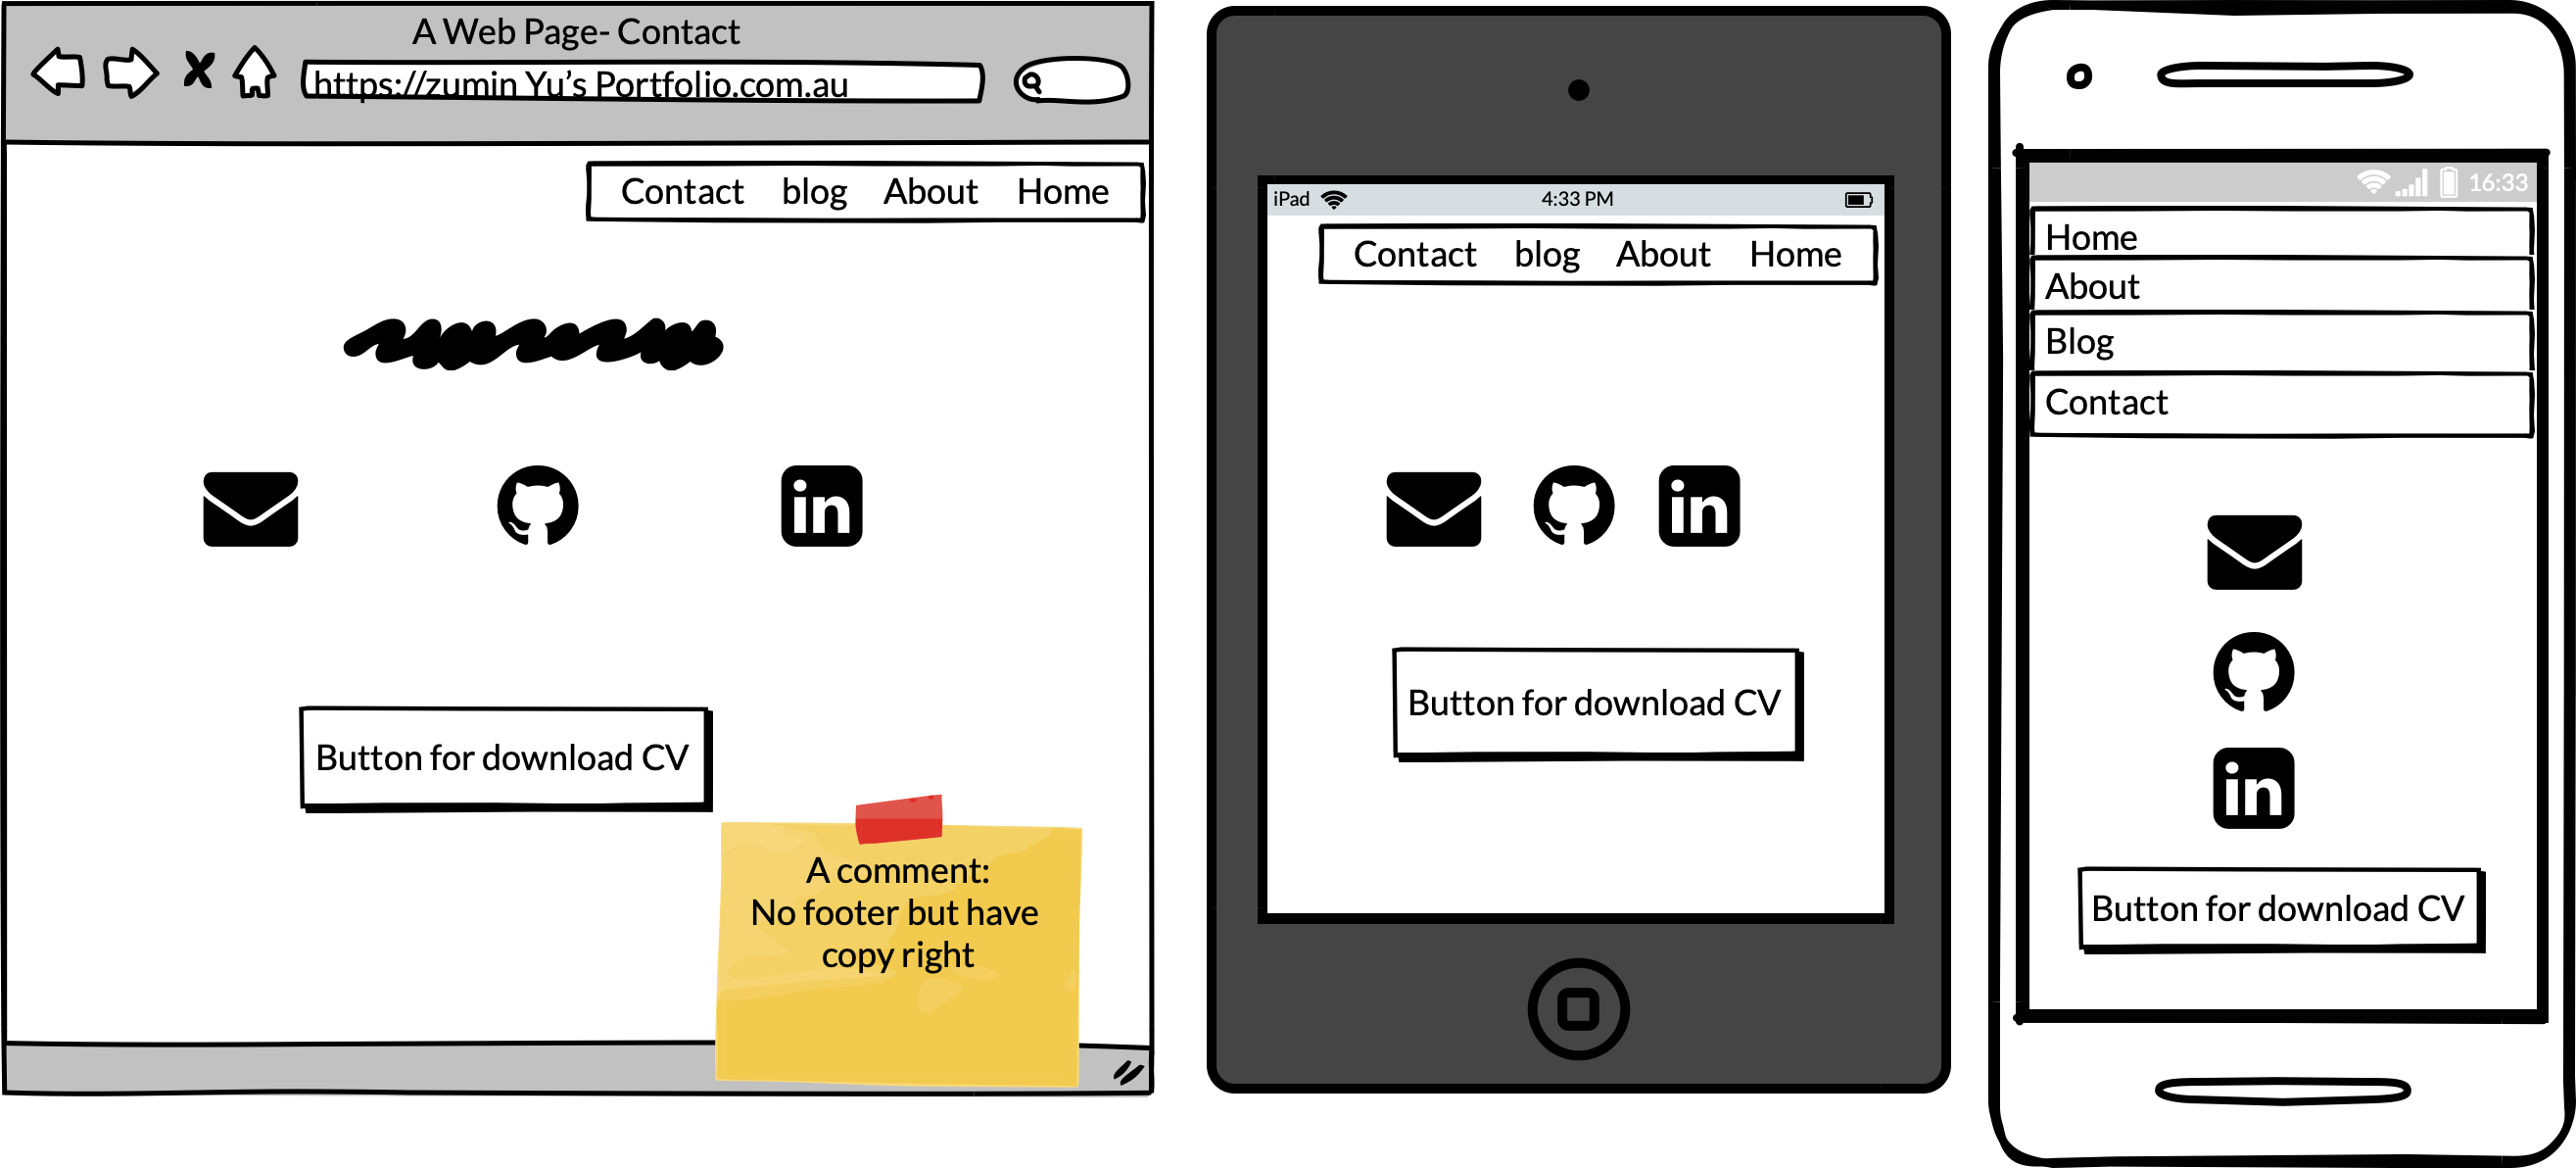 A Web Page- Contact
https://zumin Yu's Portfolio.com.au
Contact blog About Home
in
Button for download CV
A comment:
No footer but have
copy right
iPad 4:33 PM
Contact blog About Home
in
Button for download CV
16:33
Home
About
Blog
Contact
in
Button for download CV